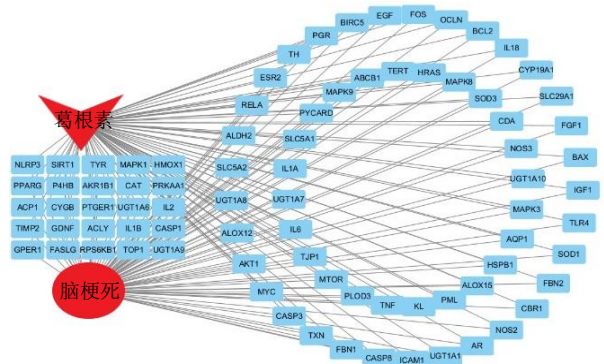 葛根素
NLRP3 SIRT1 TYR MAPK1 HMOX1
PPARG P4HB AKR1B1 CAT PRKAA1
ACP1 CYGB PTGER1 UGT1A6 IL2
TIMP2 GDNF ACLY IL1B CASP1
GPER1 FASLG RPS6KB1 TOP1 UGT1A9
脑梗死
TH
PGR
BIRC5
EGF
FOS
OCLN
BCL2
IL18
CYP19A1
SLC29A1
FGF1
BAX
IGF1
TLR4
SOD1
FBN2
CBR1
NOS2
AR
UGT1A1
ICAM1
CASP8
FBN1
TXN
CASP3
MYC
AKT1
ALOX12
UGT1A8
SLC5A2
ALDH2
RELA
ESR2
MAPK9
ABCB1
TERT
HRAS
MAPK8
SOD3
CDA
NOS3
UGT1A10
MAPK3
AQP1
HSPB1
ALOX15
PML
KL
TNF
PLOD3
MTOR
TJP1
IL6
UGT1A7
IL1A
SLC5A1
PYCARD